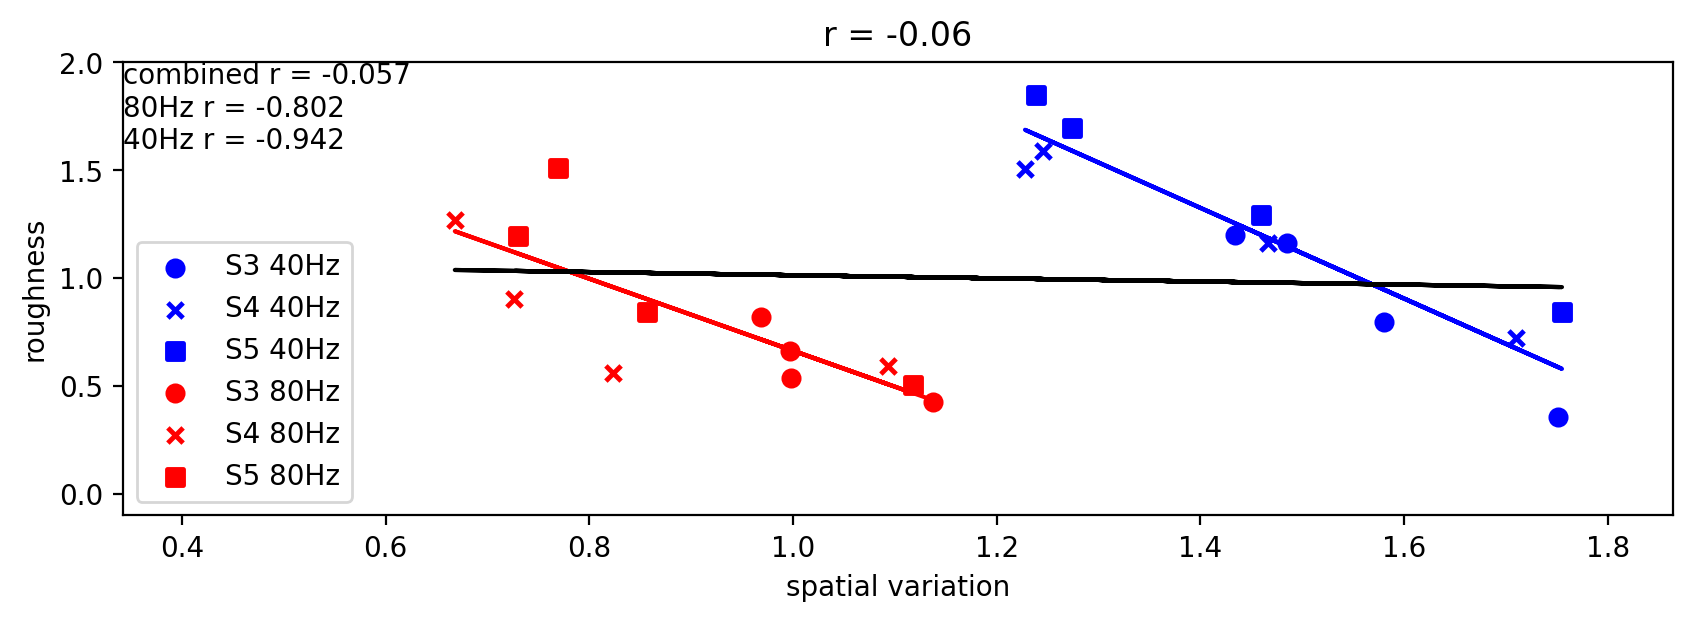 r = -0.06
combined r = -0.057
80Hz r = -0.802
40Hz r = -0.942
roughness
2.0
1.5
1.0
0.5
0.0
S3 40Hz
S4 40Hz
S5 40Hz
S3 80Hz
S4 80Hz
S5 80Hz
0.4 0.6 0.8 1.0 1.2 1.4 1.6 1.8
spatial variation